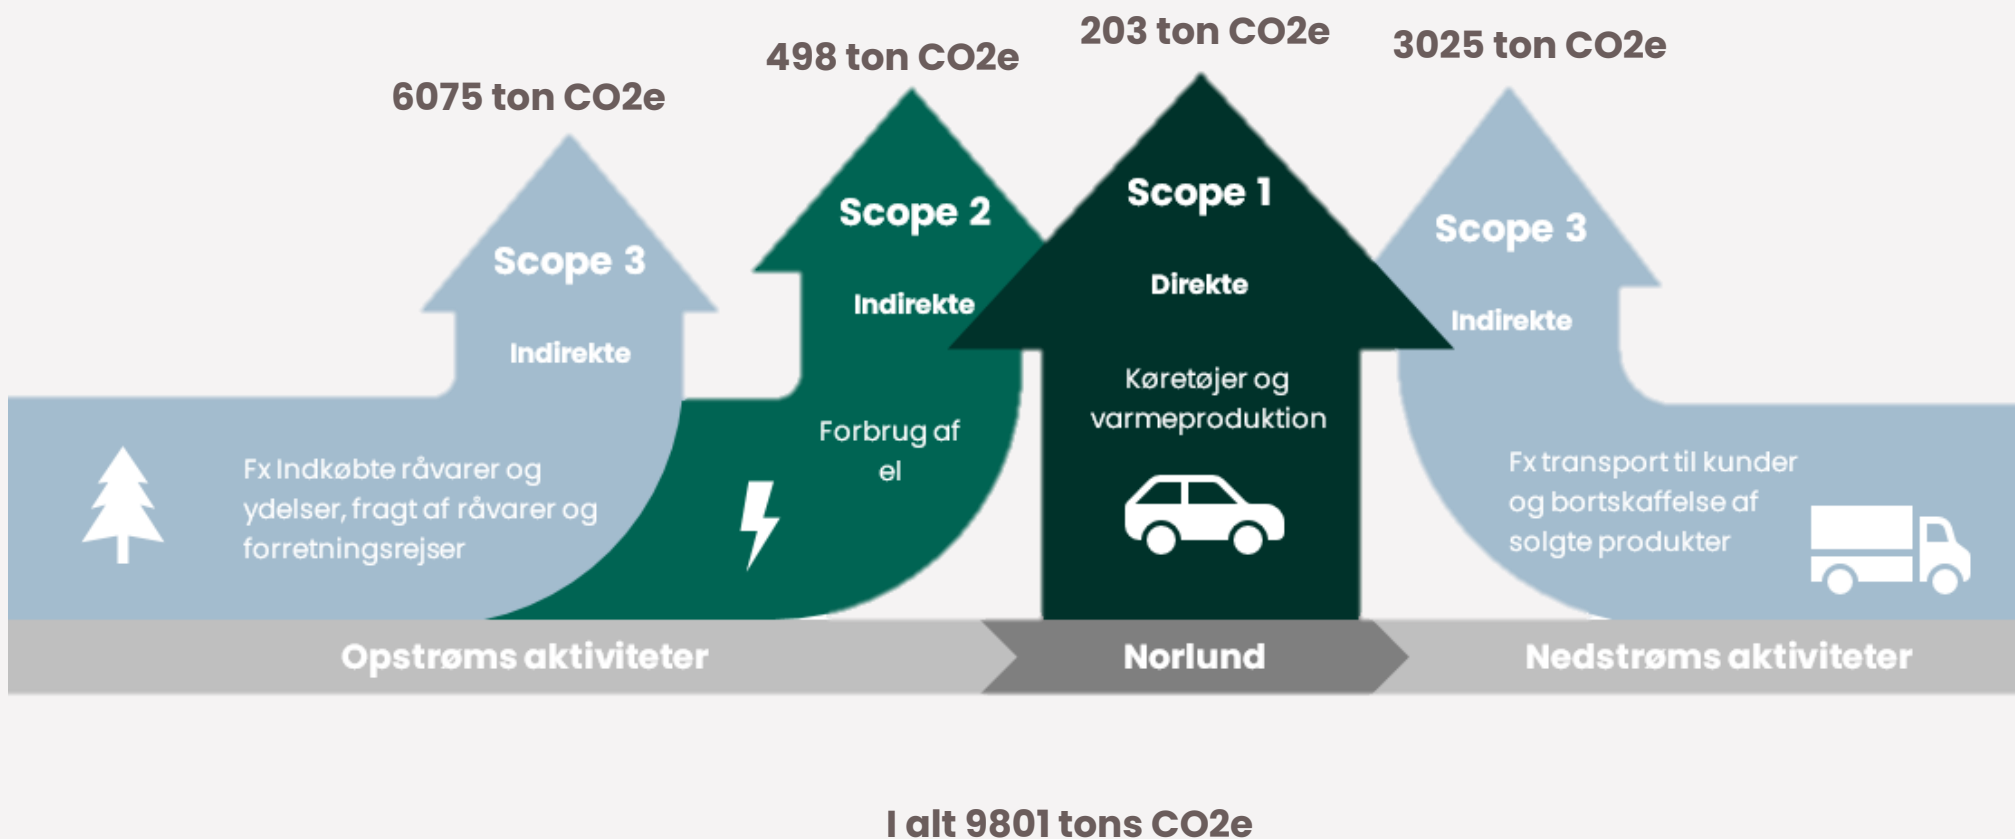 6075 ton CO2e
498 ton CO2e
203 ton CO2e
3025 ton CO2e
Scope 3
Indirekte
Fx Indkøbte råvarer og
ydelser, fragt af råvarer og
forretningsrejser
Scope 2
Indirekte
Forbrug af
el
Scope 1
Direkte
Køretøjer og
varmeproduktion
Scope 3
Indirekte
Fx transport til kunder
og bortskaffelse af
solgte produkter
Opstrøms aktiviteter
Norlund
Nedstrøms aktiviteter
I alt 9801 tons CO2e